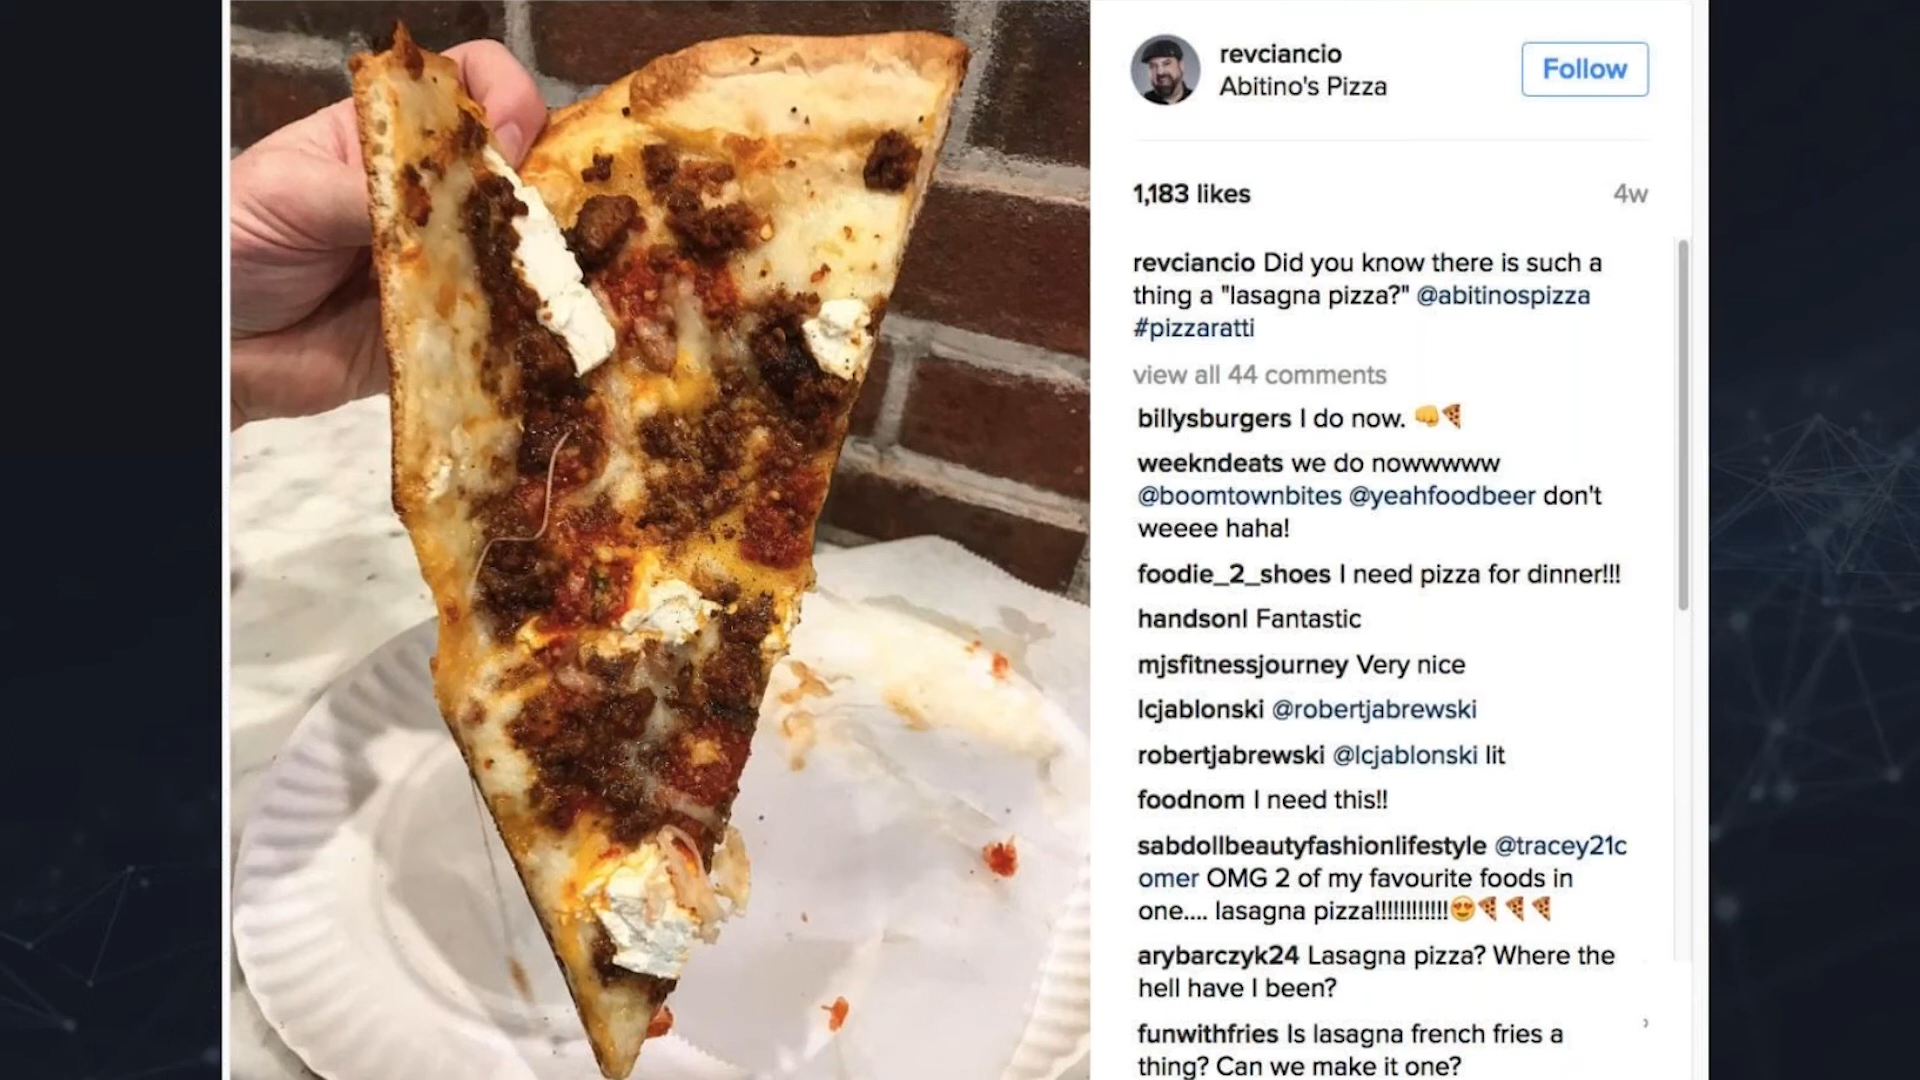 revciancio
Abitino's Pizza
Follow
1,183 likes
4w
revciancio Did you know there is such a
thing a "lasagna pizza?" @abitinospizza
#pizzaratti
view all 44 comments
billysburgers I do now. 👊🍕
weekndeats we do nowwwww
@boomtownbites @yeahfoodbeer don't
weeee haha!
foodie_2_shoes I need pizza for dinner!!!
handsonl Fantastic
mjsfitnessjourney Very nice
lcjablonski @robertjabrewski
robertjabrewski @lcjablonski lit
foodnom I need this!!
sabdollbeautyfashionlifestyle @tracey21c
omer OMG 2 of my favourite foods in
one.... lasagna pizza!!!!!!!!!!!!😍🍕🍕🍕
arybarczyk24 Lasagna pizza? Where the
hell have I been?
funwithfries Is lasagna french fries a
thing? Can we make it one?